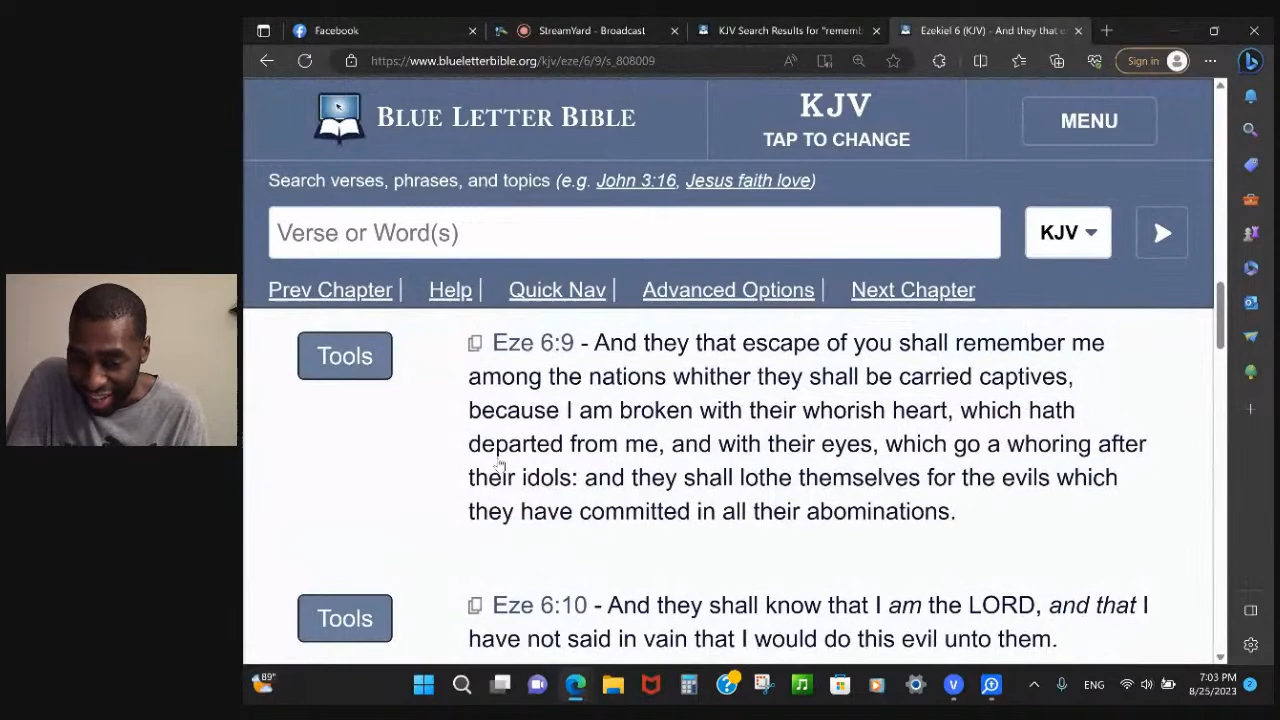 Facebook
StreamYard - Broadcast
KJV Search Results for "rememb
Ezekiel 6 (KJV) - And they that e
https://www.blueletterbible.org/kjv/eze/6/9/s_808009
Sign in
BLUE LETTER BIBLE
KJV
TAP TO CHANGE
MENU
Search verses, phrases, and topics (e.g. John 3:16, Jesus faith love)
Verse or Word(s)
KJV
Prev Chapter | Help | Quick Nav | Advanced Options | Next Chapter
Tools
Eze 6:9 - And they that escape of you shall remember me
among the nations whither they shall be carried captives,
because I am broken with their whorish heart, which hath
departed from me, and with their eyes, which go a whoring after
their idols: and they shall lothe themselves for the evils which
they have committed in all their abominations.
Tools
Eze 6:10 - And they shall know that I am the LORD, and that I
have not said in vain that I would do this evil unto them.
89°
ENG
7:03 PM
8/25/2023
2